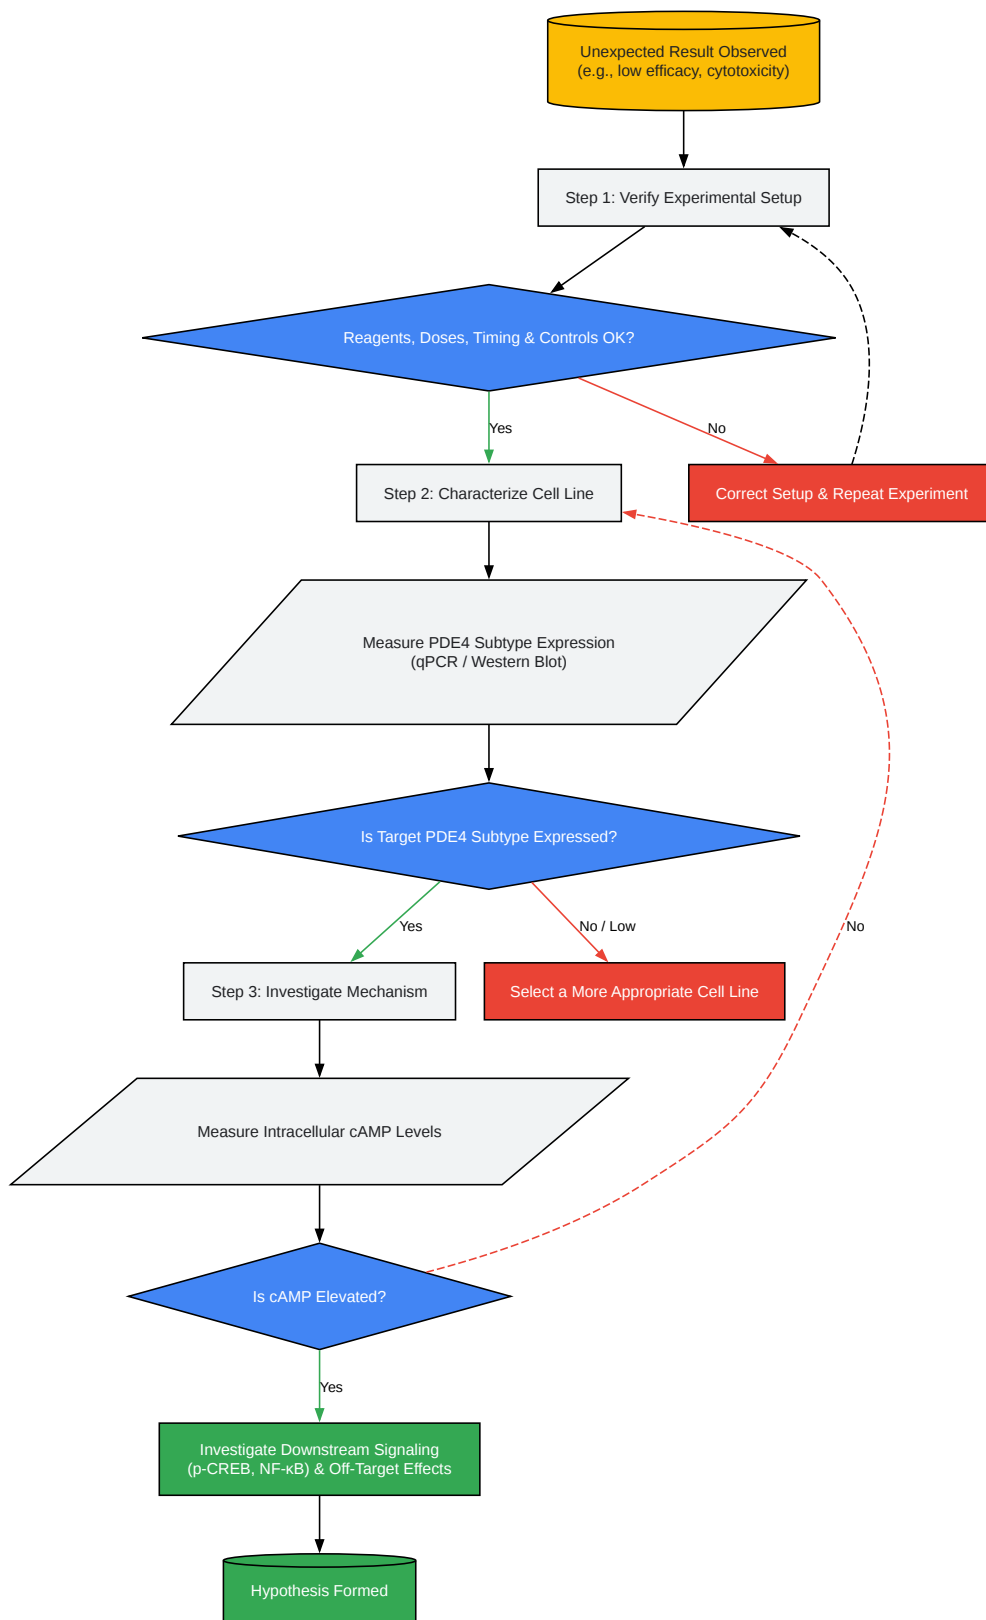 Unexpected Result Observed
(e.g., low efficacy, cytotoxicity)
Step 1: Verify Experimental Setup
Reagents, Doses, Timing & Controls OK?
Yes
No
Step 2: Characterize Cell Line
Correct Setup & Repeat Experiment
Measure PDE4 Subtype Expression
(qPCR / Western Blot)
Is Target PDE4 Subtype Expressed?
Yes
No / Low
No
Step 3: Investigate Mechanism
Select a More Appropriate Cell Line
Measure Intracellular cAMP Levels
Is cAMP Elevated?
Yes
Investigate Downstream Signaling
(p-CREB, NF-κB) & Off-Target Effects
Hypothesis Formed